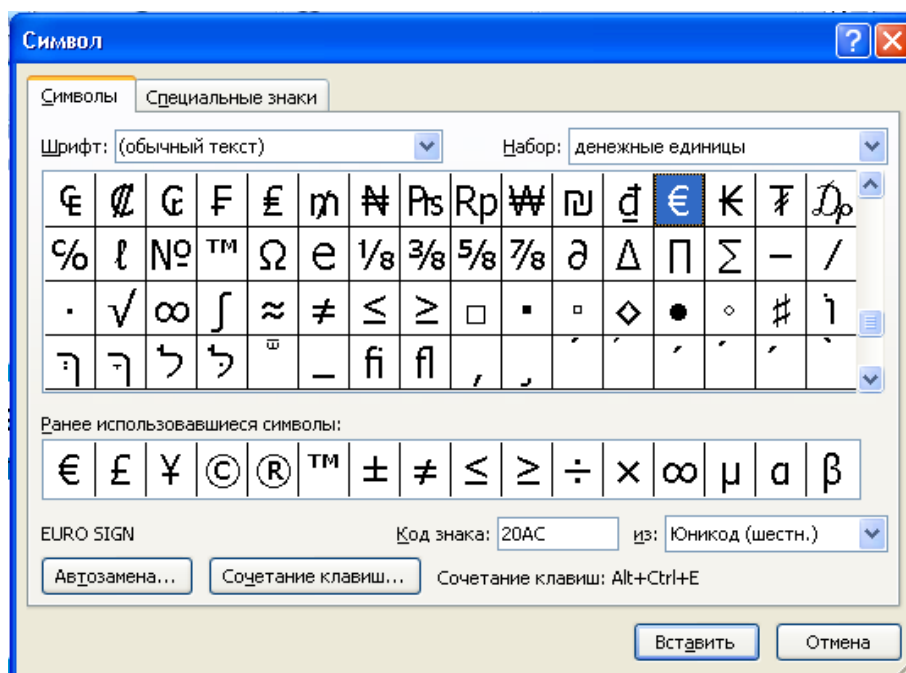 Символ
Символы Специальные знаки
Шрифт: (обычный текст) Набор: денежные единицы
₠ ₡ ₢ ₣ ₤ ₥ ₦ ₧ ₨ ₩ ₪ ₫ € ₭ ₮ ₯
℅ ℓ № ™ Ω ℮ ⅛ ⅜ ⅝ ⅞ ∂ ∆ ∏ ∑ − ∕
∙ √ ∞ ∫ ≈ ≠ ≤ ≥ □ ▪ ▫ ◊ ● ◦ ♯
fi fl
Ранее использовавшиеся символы:
€ £ ¥ © ® ™ ± ≠ ≤ ≥ ÷ × ∞ µ α β
EURO SIGN Код знака: 20AC из: Юникод (шестн.)
Автозамена... Сочетание клавиш... Сочетание клавиш: Alt+Ctrl+E
Вставить Отмена